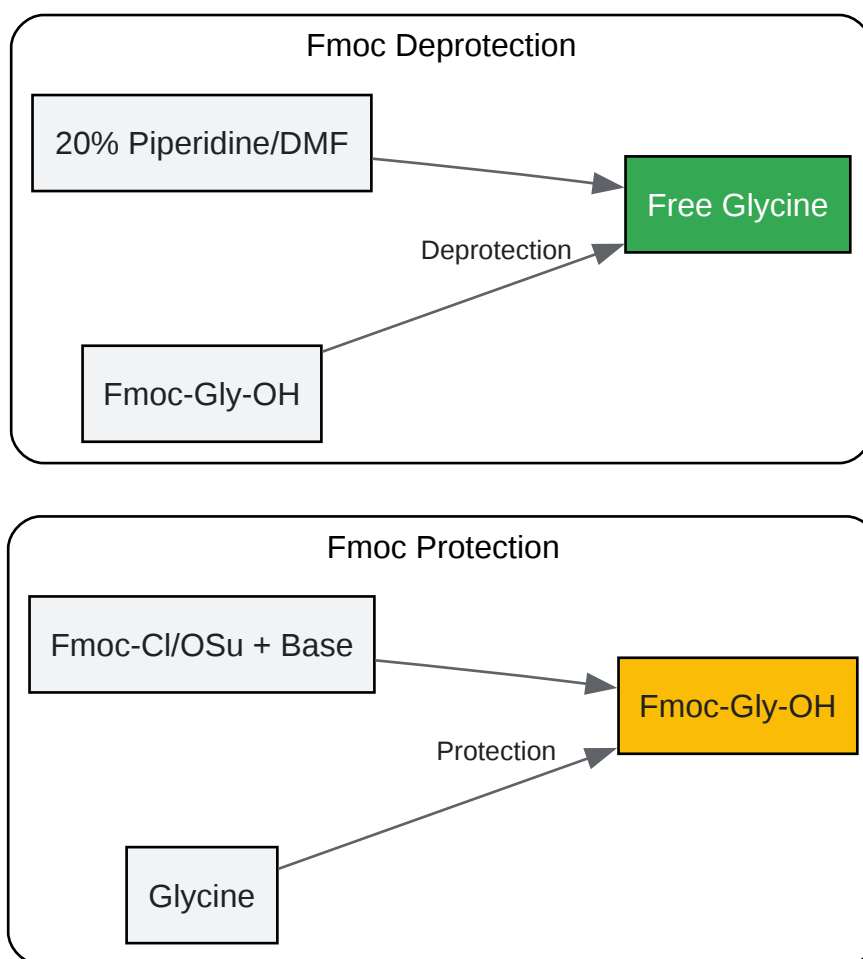 Fmoc Deprotection
20% Piperidine/DMF
Free Glycine
Deprotection
Fmoc-Gly-OH
Fmoc Protection
Fmoc-Cl/OSu + Base
Fmoc-Gly-OH
Protection
Glycine